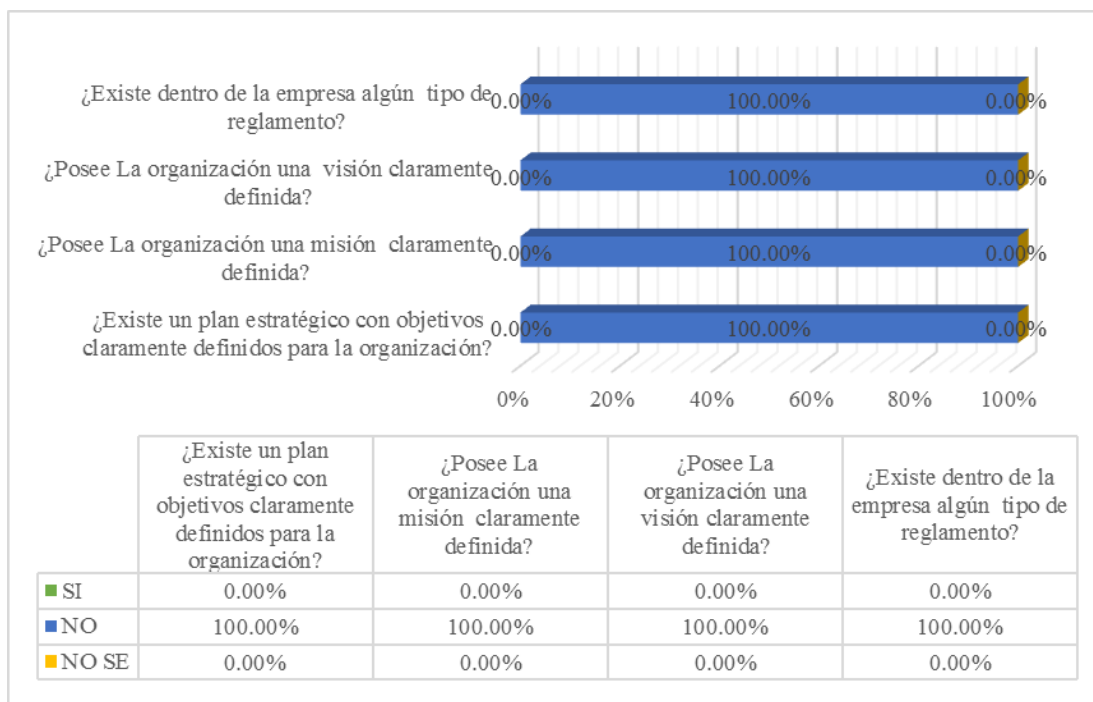 ¿Existe dentro de la empresa algún  tipo de
reglamento?
0.00% 100.00% 0.00%
¿Posee La organización una  visión claramente
definida?
0.00% 100.00% 0.00%
¿Posee La organización una misión  claramente
definida?
0.00% 100.00% 0.00%
¿Existe un plan estratégico con objetivos
claramente definidos para la organización?
0.00% 100.00% 0.00%
0% 20% 40% 60% 80% 100%
¿Existe un plan
estratégico con
objetivos claramente
definidos para la
organización?
¿Posee La
organización una
misión  claramente
definida?
¿Posee La
organización una
visión claramente
definida?
¿Existe dentro de la
empresa algún  tipo de
reglamento?
SI 0.00% 0.00% 0.00% 0.00%
NO 100.00% 100.00% 100.00% 100.00%
NO SE 0.00% 0.00% 0.00% 0.00%